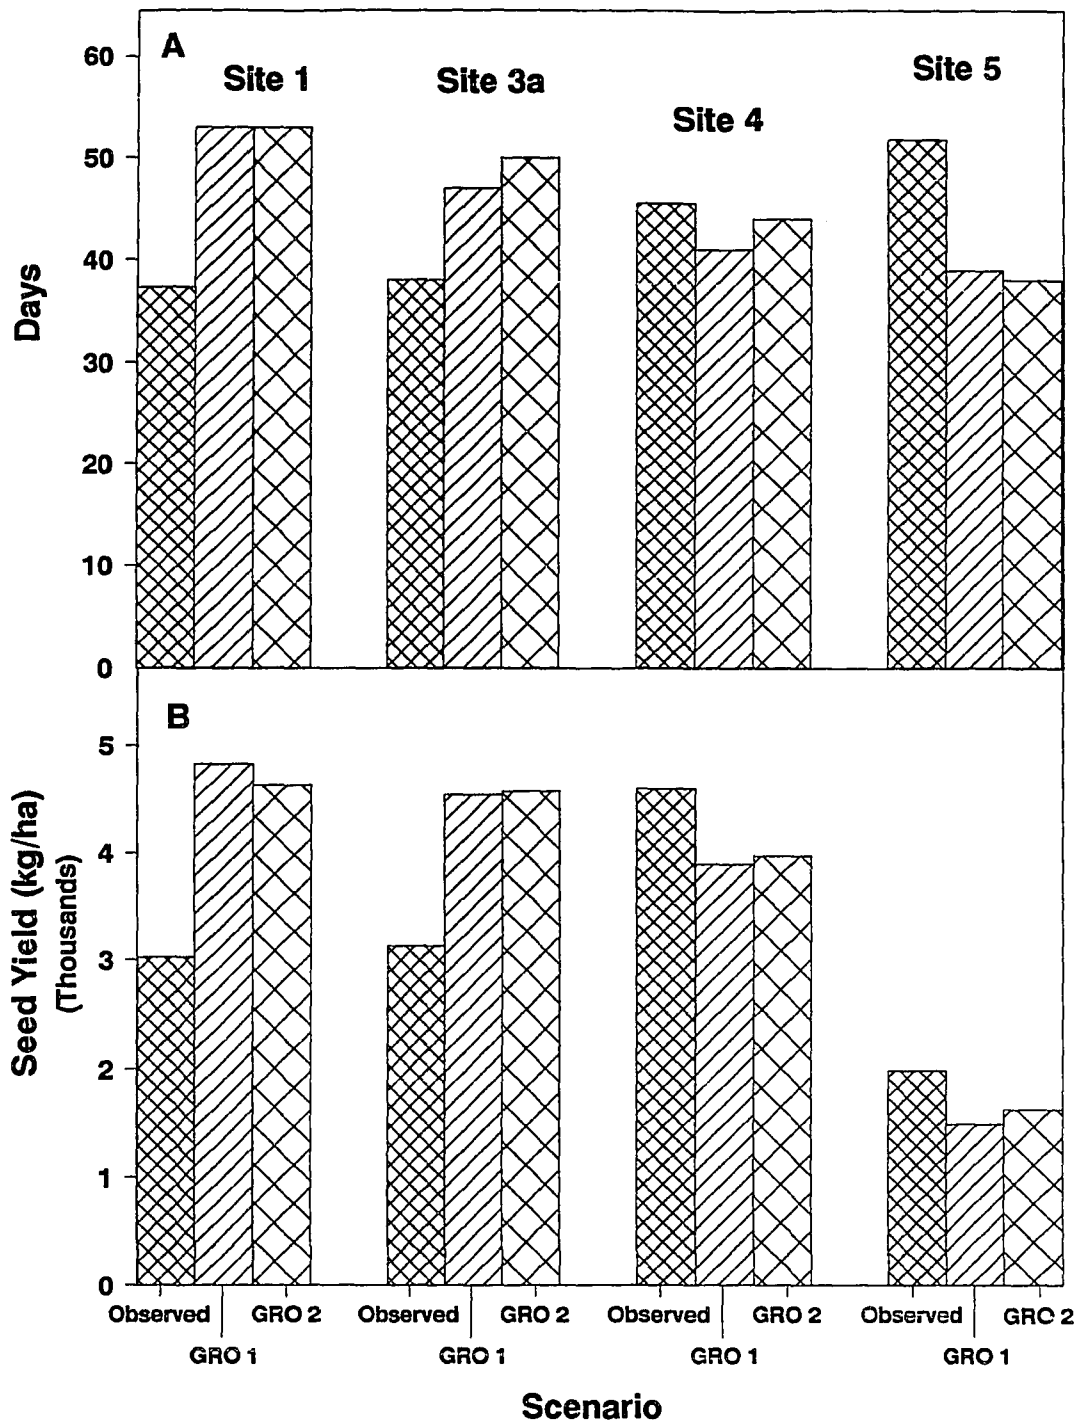 A
Site 1
Site 3a
Site 4
Site 5
60
50
40
30
20
10
0
Days
B
5
4
3
2
1
0
Seed Yield (kg/ha)
(Thousands)
Observed GRO 2 Observed GRO 2 Observed GRO 2 Observed GRC 2
GRO 1 GRO 1 GRO 1 GRO 1
Scenario